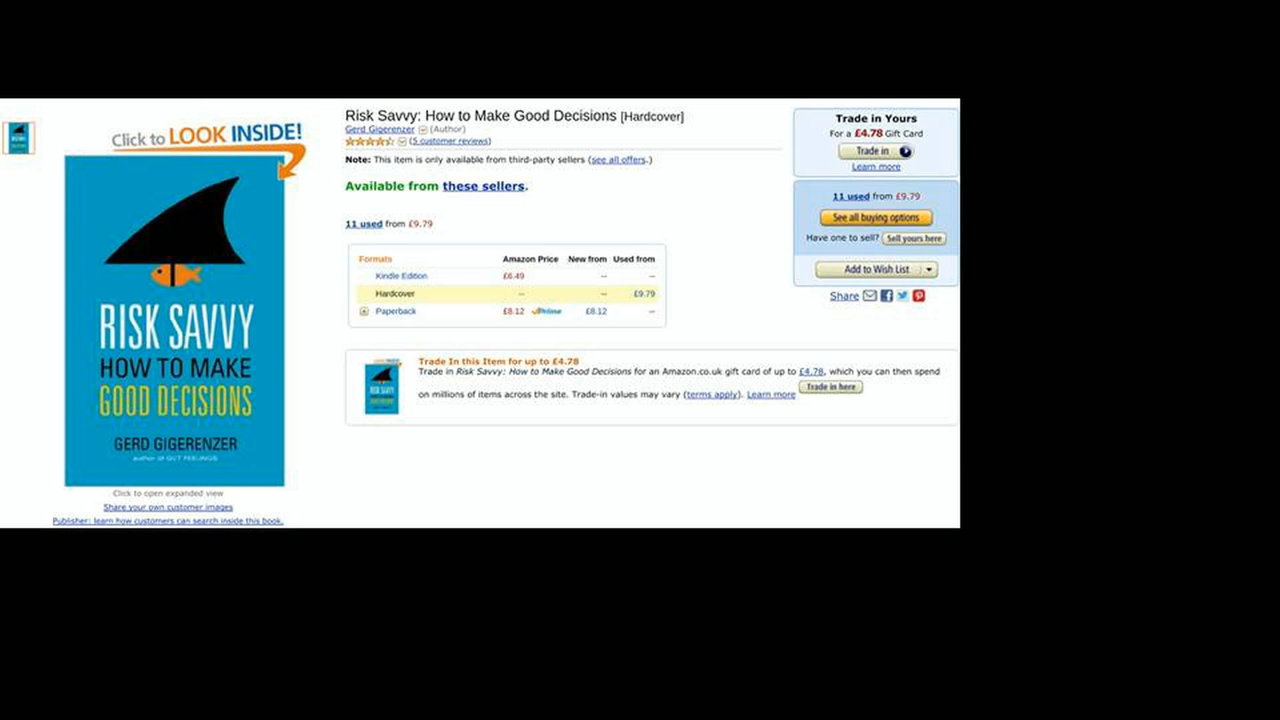 Click to LOOK INSIDE!
RISK SAVVY
HOW TO MAKE
GOOD DECISIONS
GERD GIGERENZER
author of GUT FEELINGS
Click to open expanded view
Share your own customer images
Publisher: learn how customers can search inside this book.
Risk Savvy: How to Make Good Decisions [Hardcover]
Gerd Gigerenzer (Author)
(5 customer reviews)
Note: This item is only available from third-party sellers (see all offers.)
Available from these sellers.
11 used from £9.79
Formats Amazon Price New from Used from
Kindle Edition £6.49 -- --
Hardcover -- -- £9.79
Paperback £8.12 Prime £8.12 --
Trade In this Item for up to £4.78
Trade in Risk Savvy: How to Make Good Decisions for an Amazon.co.uk gift card of up to £4.78, which you can then spend
on millions of items across the site. Trade-in values may vary (terms apply). Learn more Trade in here
RISK SAVVY
Trade in Yours
For a £4.78 Gift Card
Trade in
Learn more
11 used from £9.79
See all buying options
Have one to sell? Sell yours here
Add to Wish List
Share